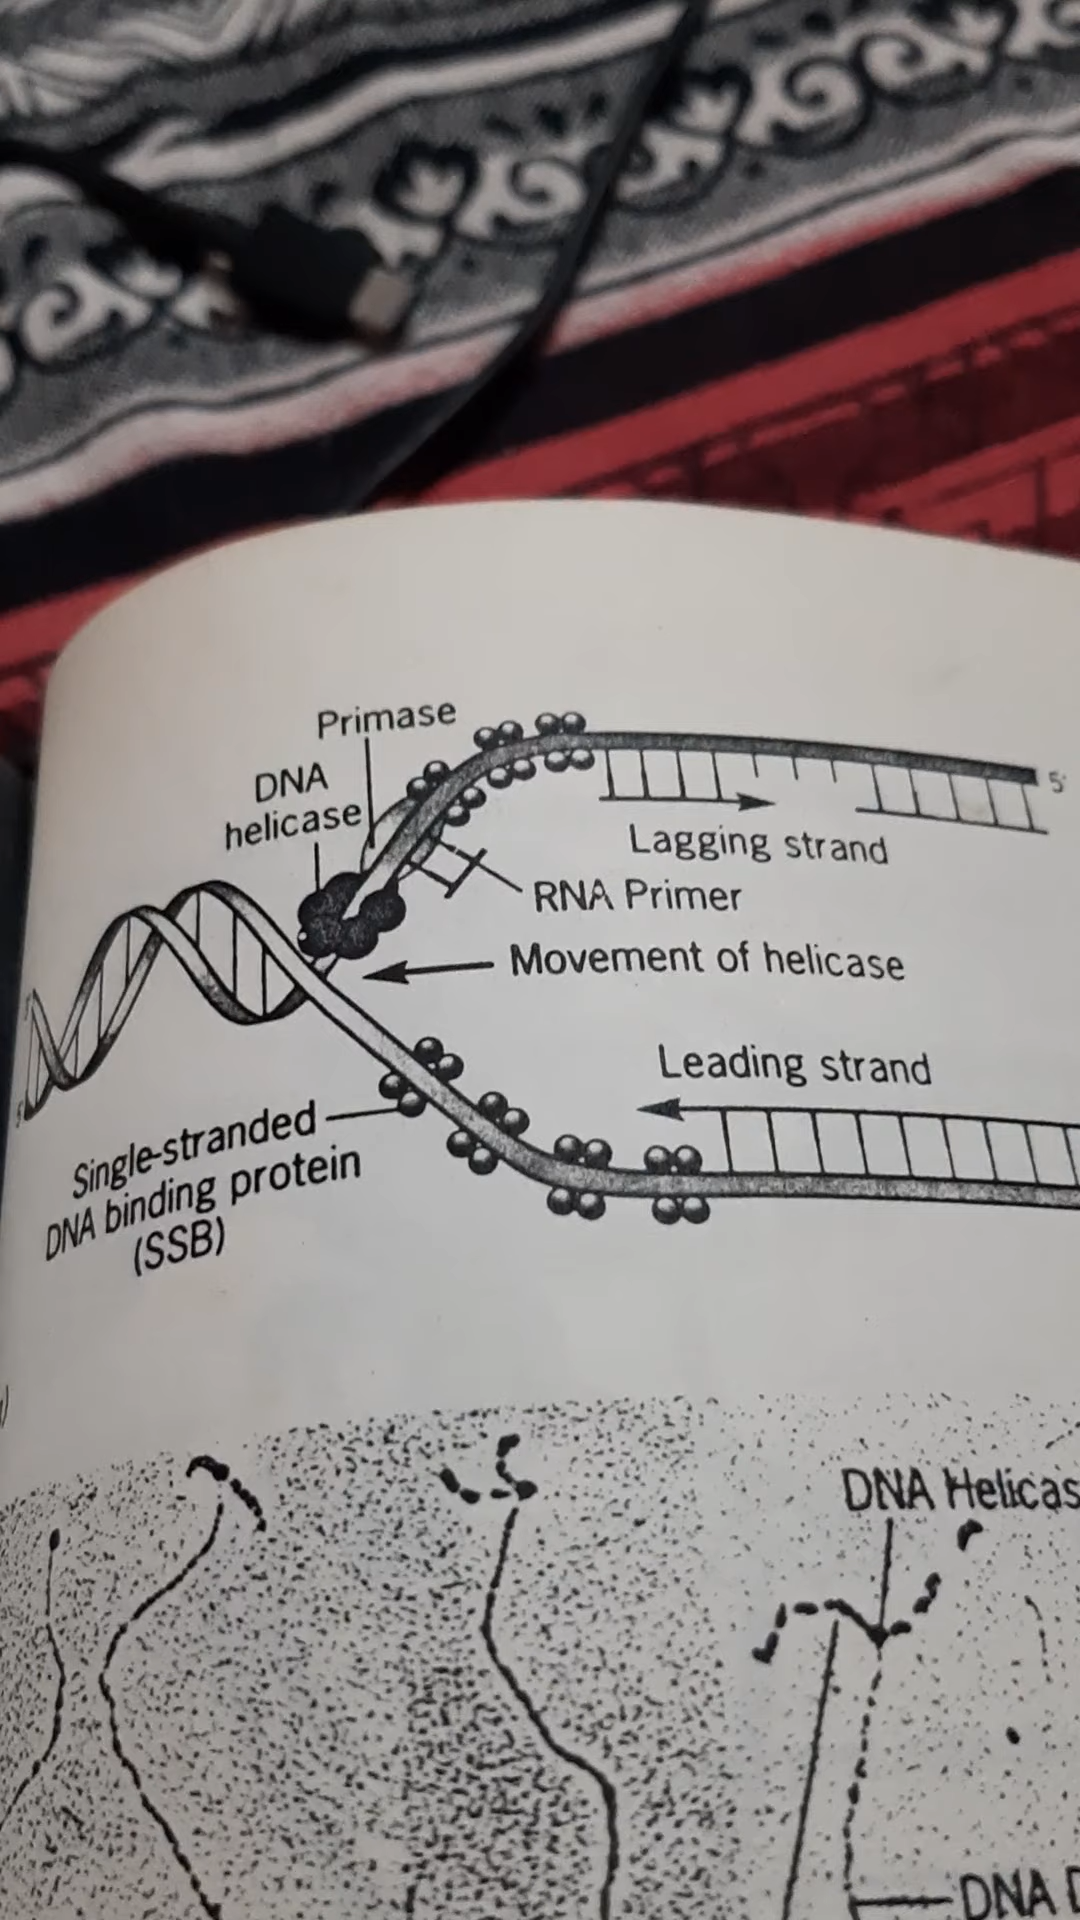 Primase
DNA
helicase
5'
Lagging strand
RNA Primer
Movement of helicase
Leading strand
Single-stranded
DNA binding protein
(SSB)
DNA Helicas
DNA